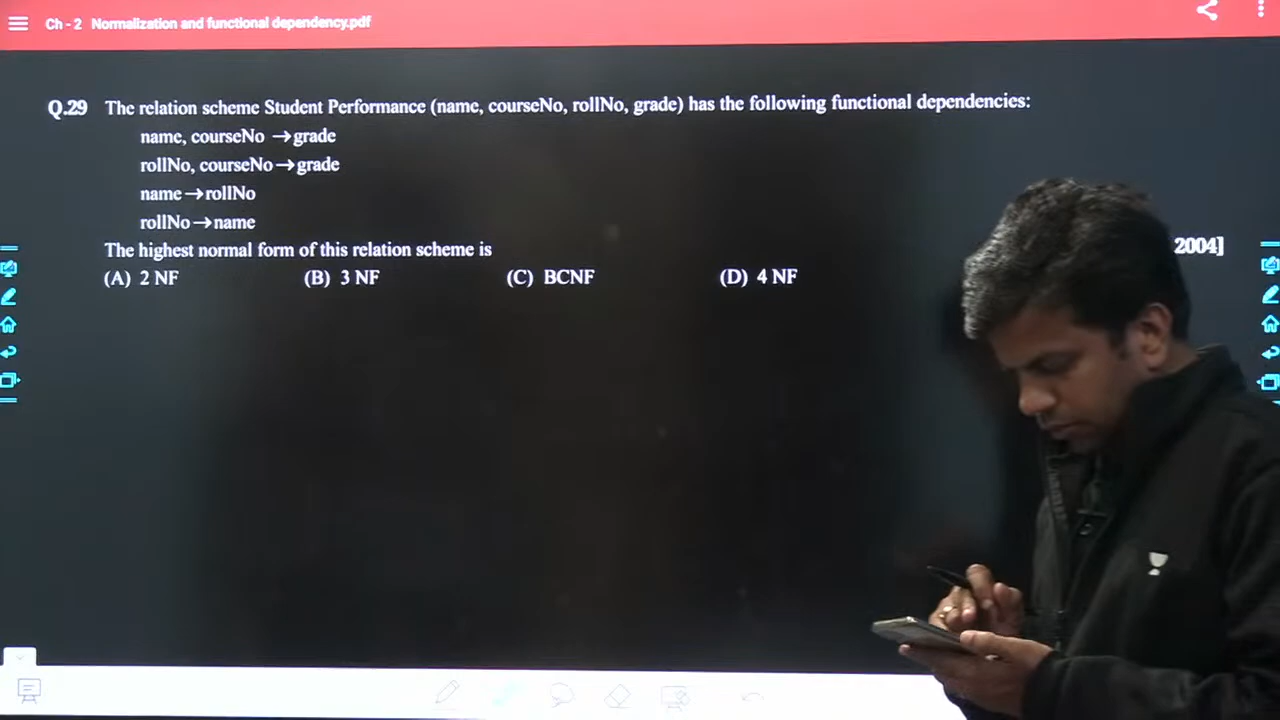 Ch - 2 Normalization and functional dependency.pdf
Q.29 The relation scheme Student Performance (name, courseNo, rollNo, grade) has the following functional dependencies:
name, courseNo → grade
rollNo, courseNo → grade
name → rollNo
rollNo → name
The highest normal form of this relation scheme is
2004]
(A) 2 NF (B) 3 NF (C) BCNF (D) 4 NF